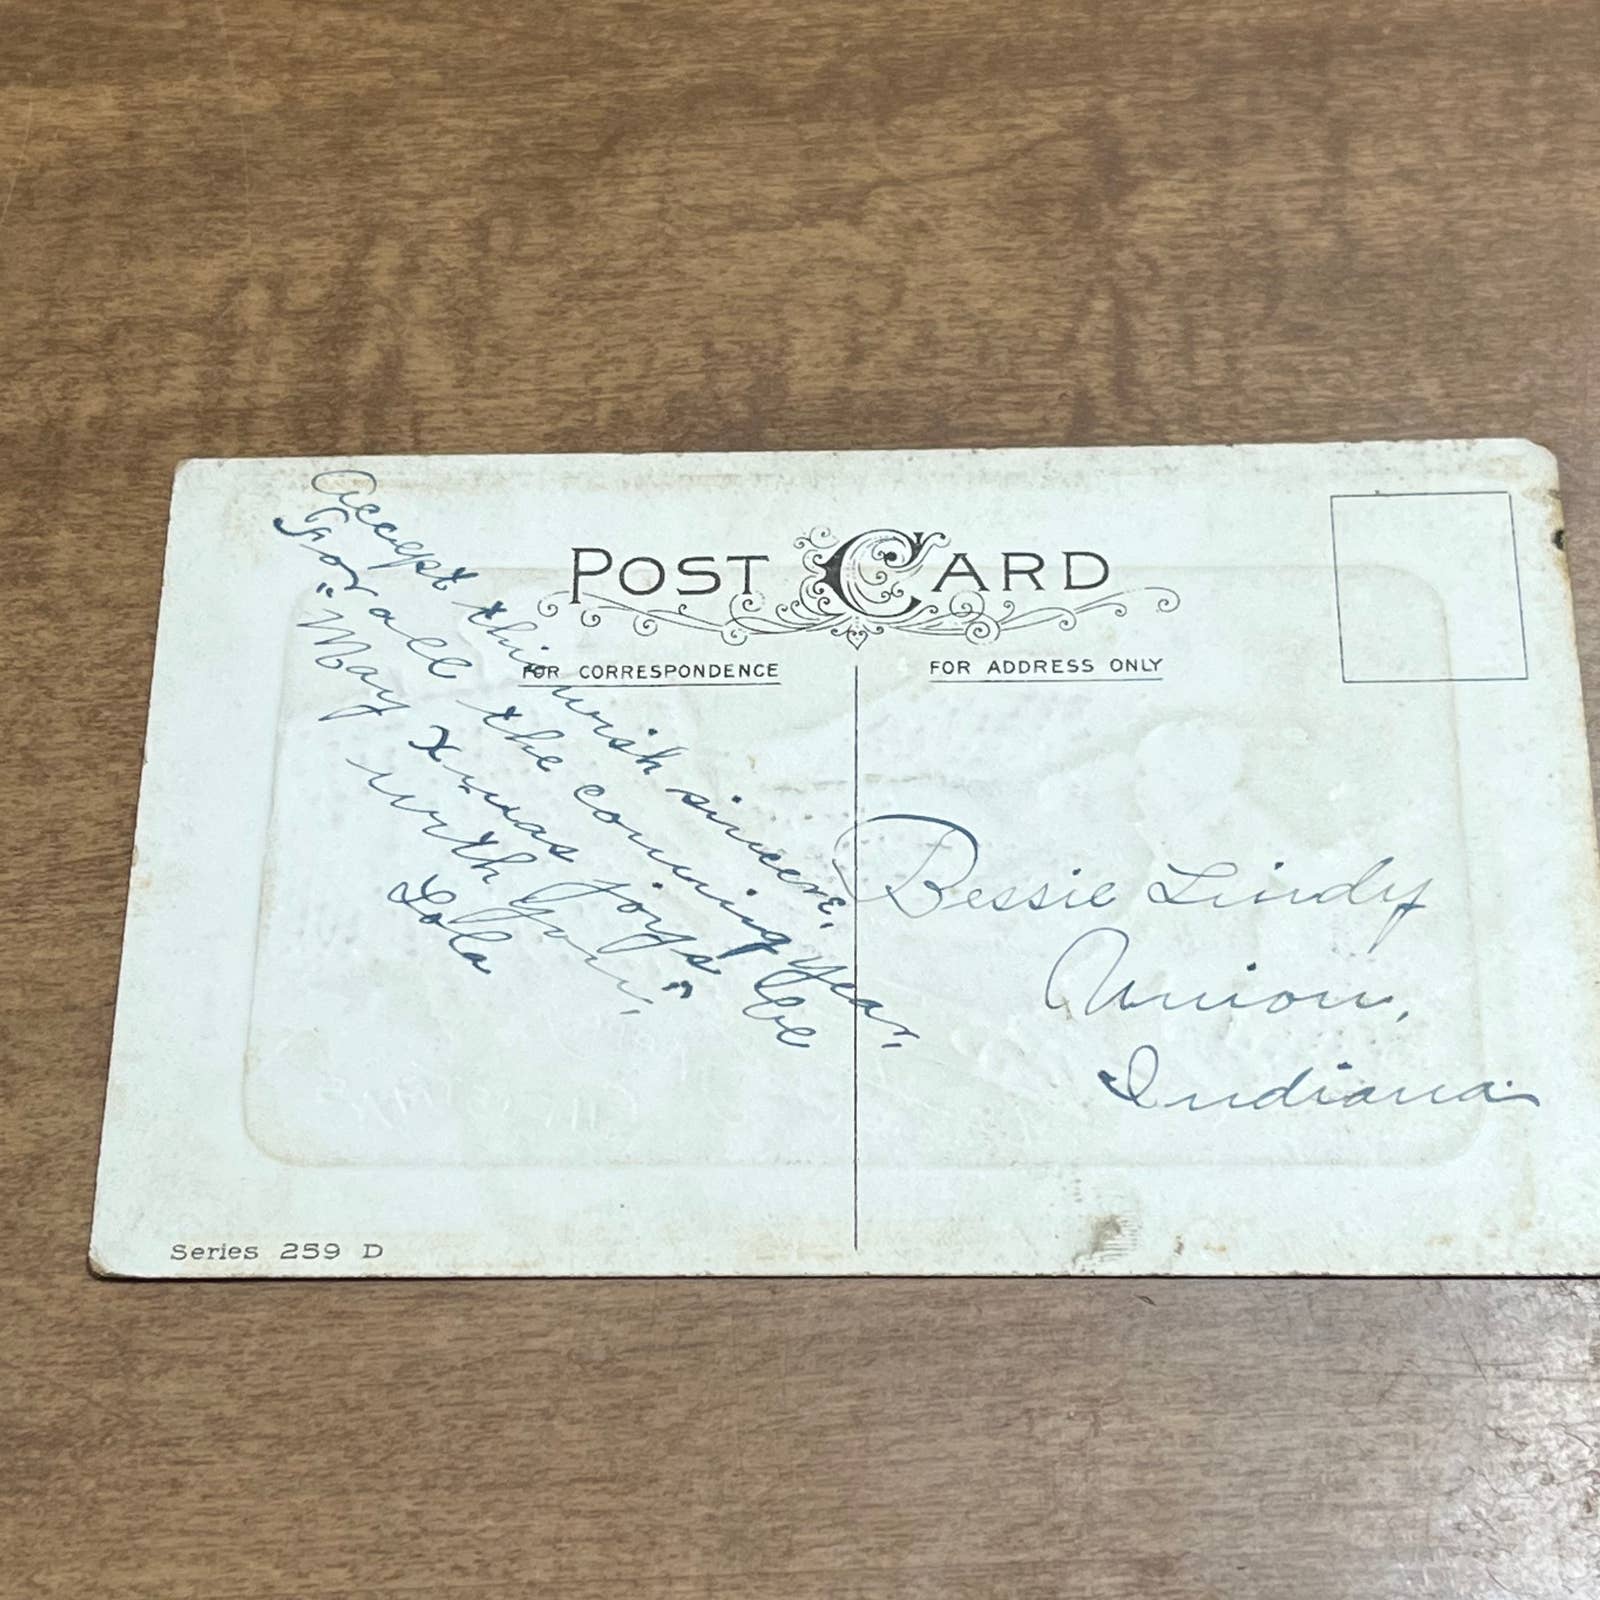 POST CARD
FOR CORRESPONDENCE
FOR ADDRESS ONLY
Accept this wish sincere,
For all the coming year,
"May Xmas joys be
with you,"
Lola
Bessie Lindy
Union,
Indiana
Series 259 D